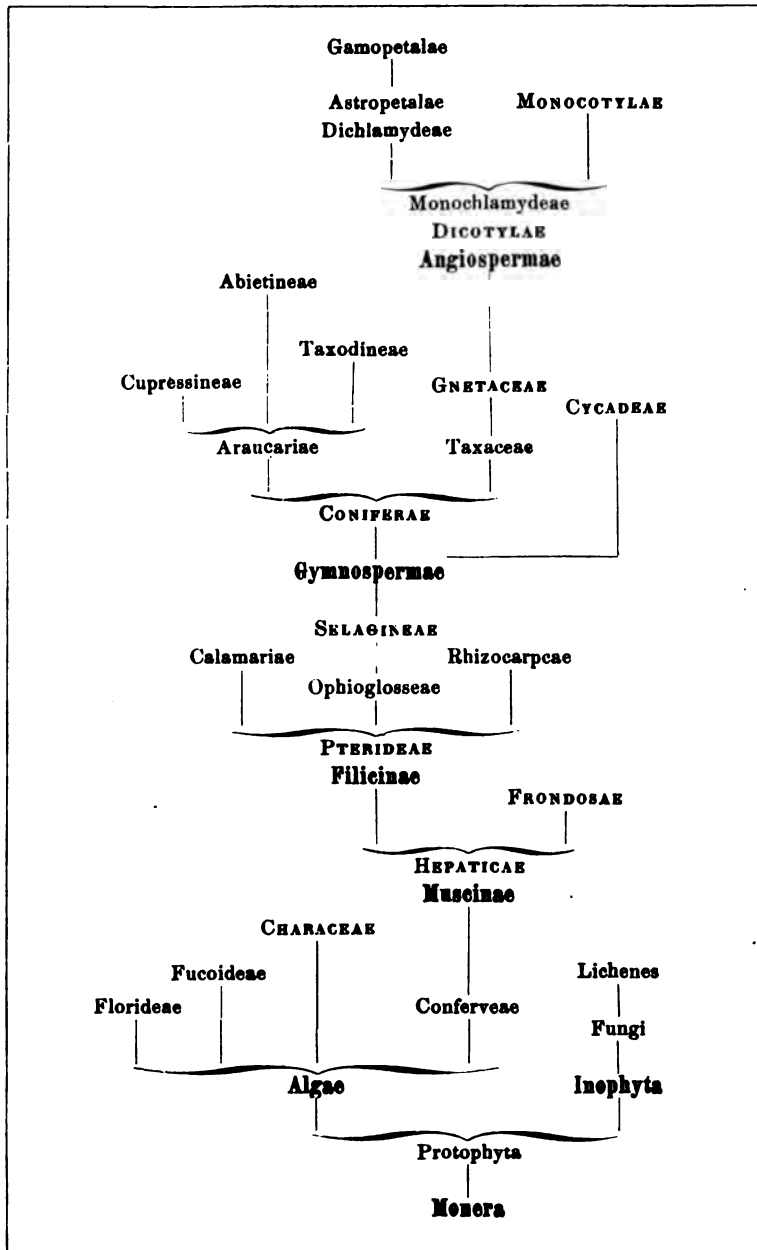 Gamopetalae
Astropetalae MONOCOTYLAE
Dichlamydeae
Monochlamydeae
DICOTYLAE
Angiospermae
Abietineae
Taxodineae
Cupressineae GNETACEAE
CYCADEAE
Araucariae Taxaceae
CONIFERAE
Gymnospermae
SELAGINEAE
Calamariae Rhizocarpcae
Ophioglosseae
PTERIDEAE
Filicinae
FRONDOSAE
HEPATICAE
Muscinae
CHARACEAE
Fucoideae Lichenes
Florideae Conferveae
Fungi
Algae Inophyta
Protophyta
Monera